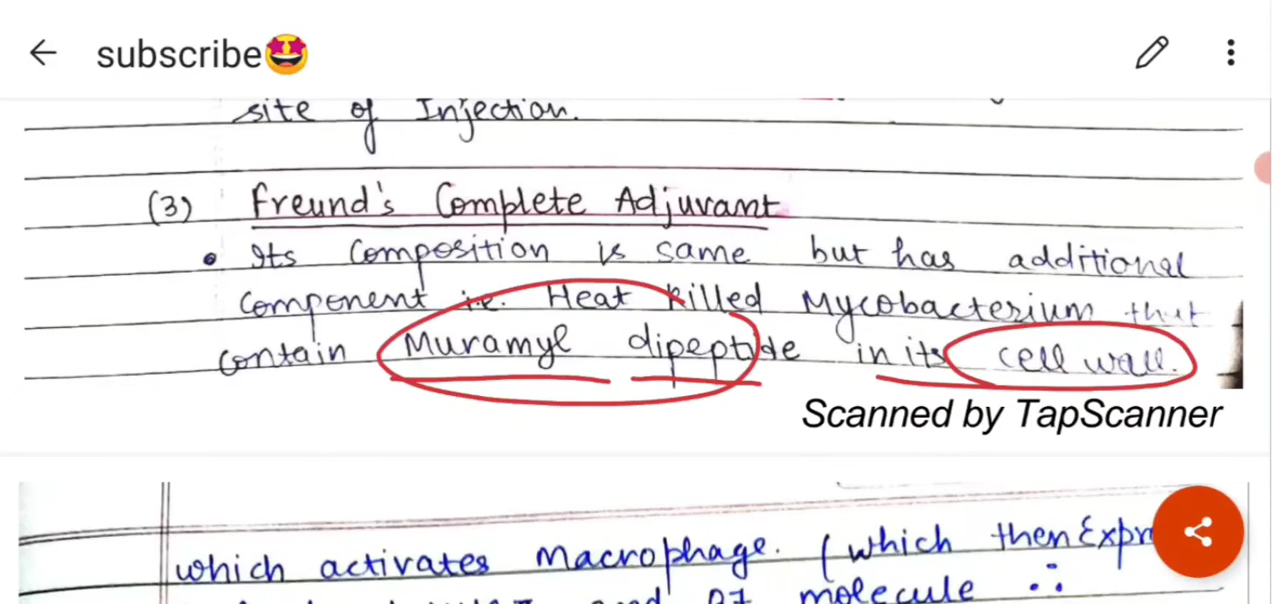 subscribe🤩
site of Injection.
(3) Freund's Complete Adjuvant
• Its Composition is same but has additional
component i.e. Heat Killed Mycobacterium that
contain Muramyl dipeptide in its cell wall.
Scanned by TapScanner
which activates macrophage. (which then Expr
molecule ∴